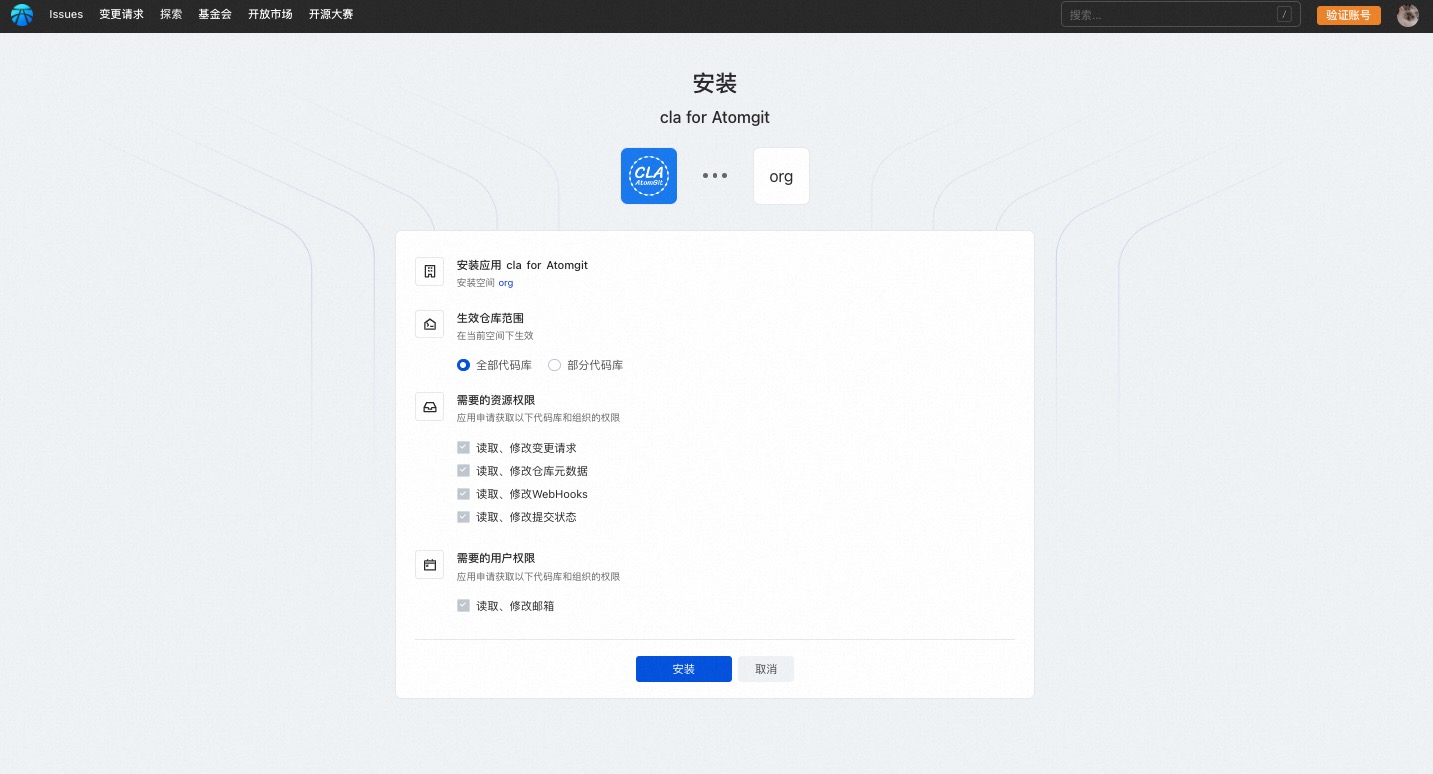 Issues 变更请求 探索 基金会 开放市场 开源大赛 搜索... / 验证账号
安装
cla for Atomgit
CLA
AtomGit
org
安装应用 cla for Atomgit
安装空间 org
生效仓库范围
在当前空间下生效
全部代码库 部分代码库
需要的资源权限
应用申请获取以下代码库和组织的权限
读取、修改变更请求
读取、修改仓库元数据
读取、修改WebHooks
读取、修改提交状态
需要的用户权限
应用申请获取以下代码库和组织的权限
读取、修改邮箱
安装 取消